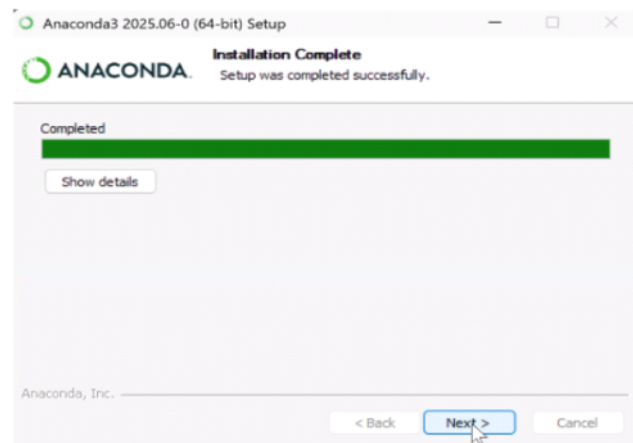 Anaconda3 2025.06-0 (64-bit) Setup
ANACONDA.
Installation Complete
Setup was completed successfully.
Completed
Show details
Anaconda, Inc.
< Back
Next >
Cancel